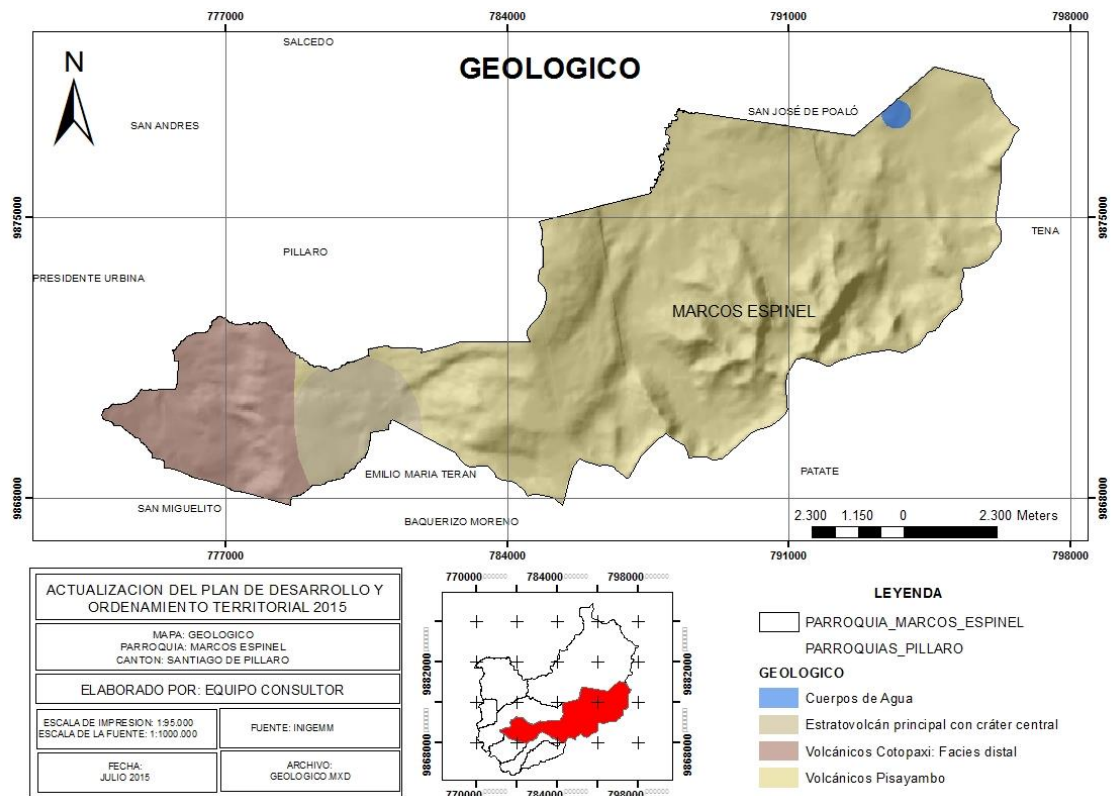 777000 784000 791000 798000
SALCEDO
GEOLOGICO
N
SAN ANDRES
SAN JOSÉ DE POALÓ
9875000 9875000
TENA
PILLARO
PRESIDENTE URBINA
MARCOS ESPINEL
EMILIO MARIA TERAN
PATATE
9868000 9868000
SAN MIGUELITO
BAQUERIZO MORENO
2.300 1.150 0 2.300 Meters
777000 784000 791000 798000
ACTUALIZACION DEL PLAN DE DESARROLLO Y
ORDENAMIENTO TERRITORIAL 2015
MAPA: GEOLOGICO
PARROQUIA: MARCOS ESPINEL
CANTON: SANTIAGO DE PILLARO
ELABORADO POR: EQUIPO CONSULTOR
ESCALA DE IMPRESION: 1:95.000
ESCALA DE LA FUENTE: 1:1000.000
FUENTE: INIGEMM
FECHA:
JULIO 2015
ARCHIVO:
GEOLOGICO.MXD
770000 784000 798000
9882000 9882000
9868000 9868000
770000 784000 798000
LEYENDA
PARROQUIA_MARCOS_ESPINEL
PARROQUIAS_PILLARO
GEOLOGICO
Cuerpos de Agua
Estratovolcán principal con cráter central
Volcánicos Cotopaxi: Facies distal
Volcánicos Pisayambo